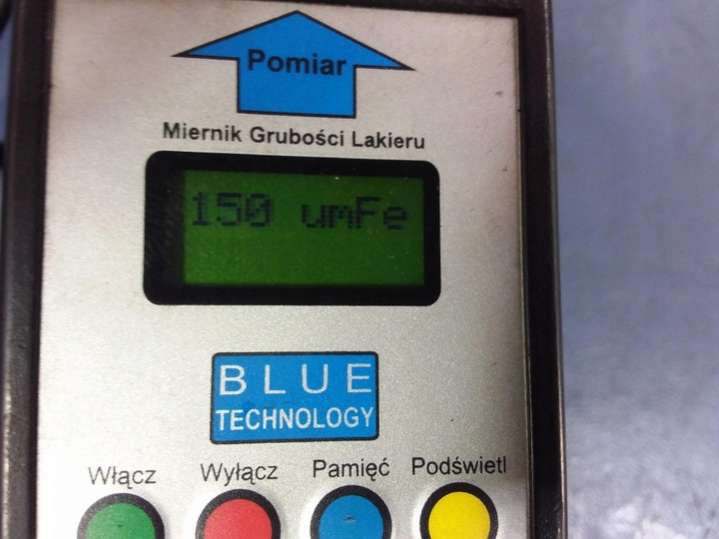 Pomiar
Miernik Grubości Lakieru
150 umFe
BLUE
TECHNOLOGY
Włącz Wyłącz Pamięć Podświetl